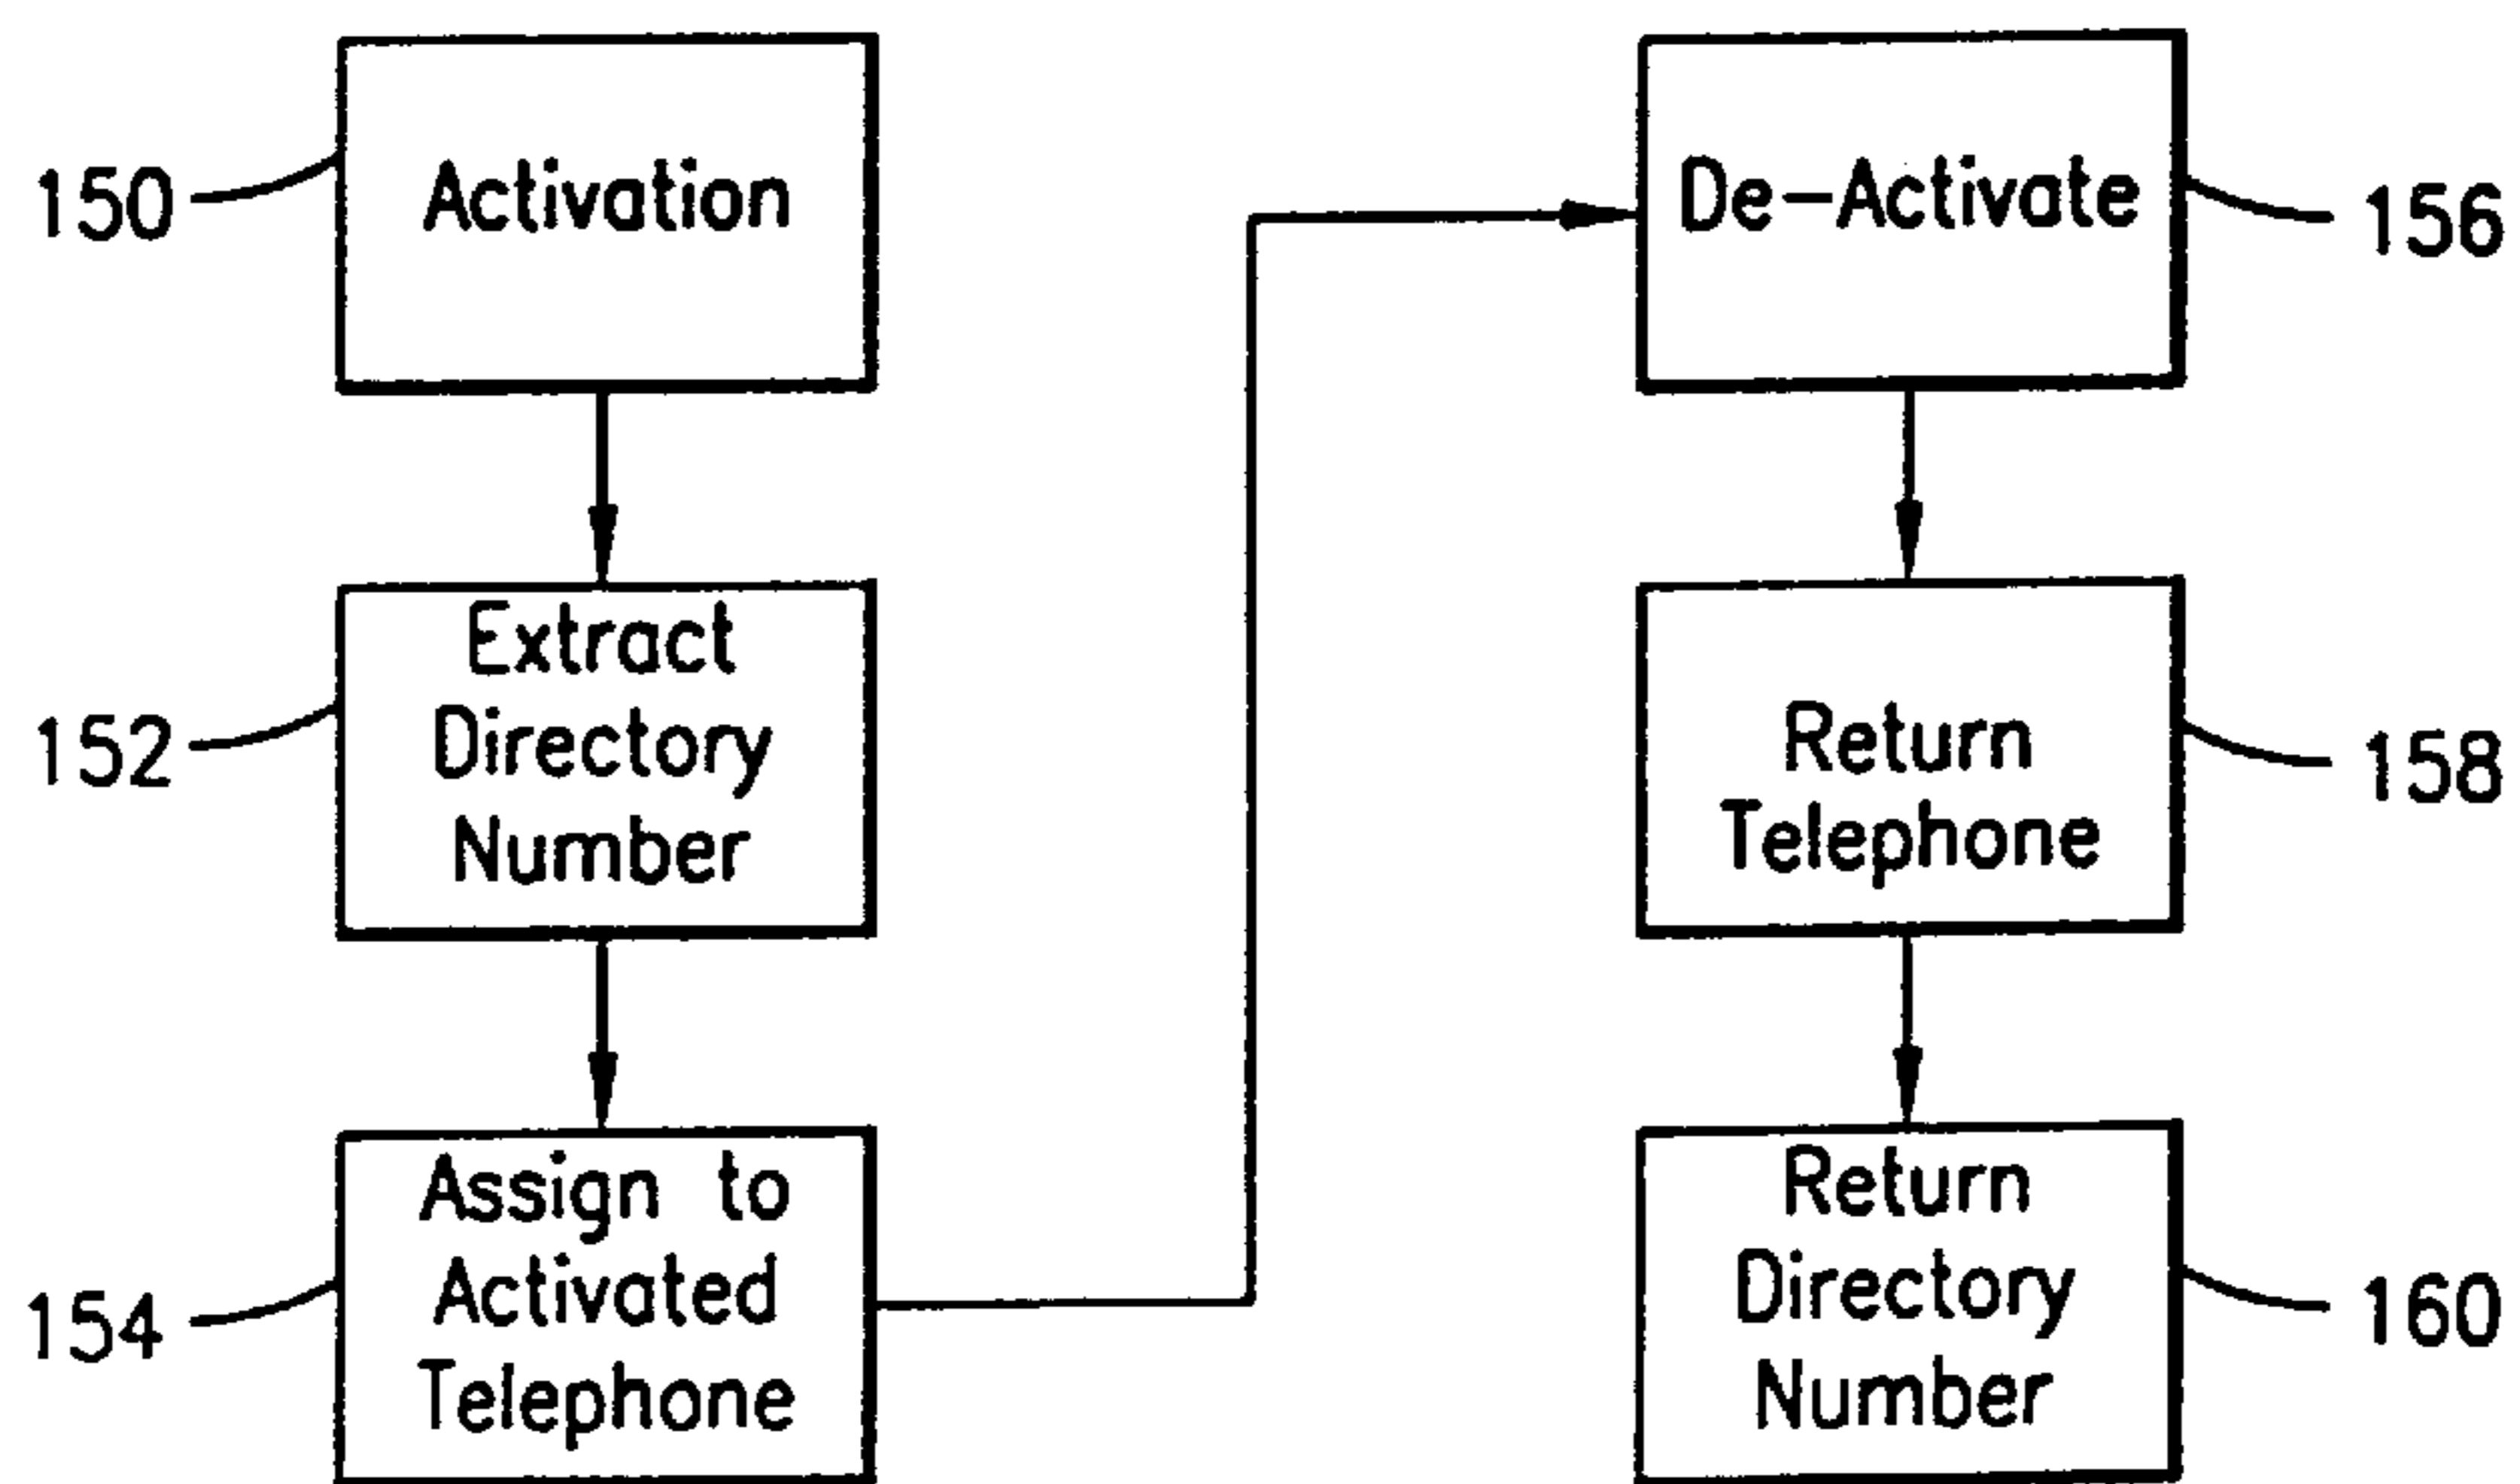 150
Activation
152
Extract
Directory
Number
154
Assign to
Activated
Telephone
De-Activate
156
Return
Telephone
158
Return
Directory
Number
160